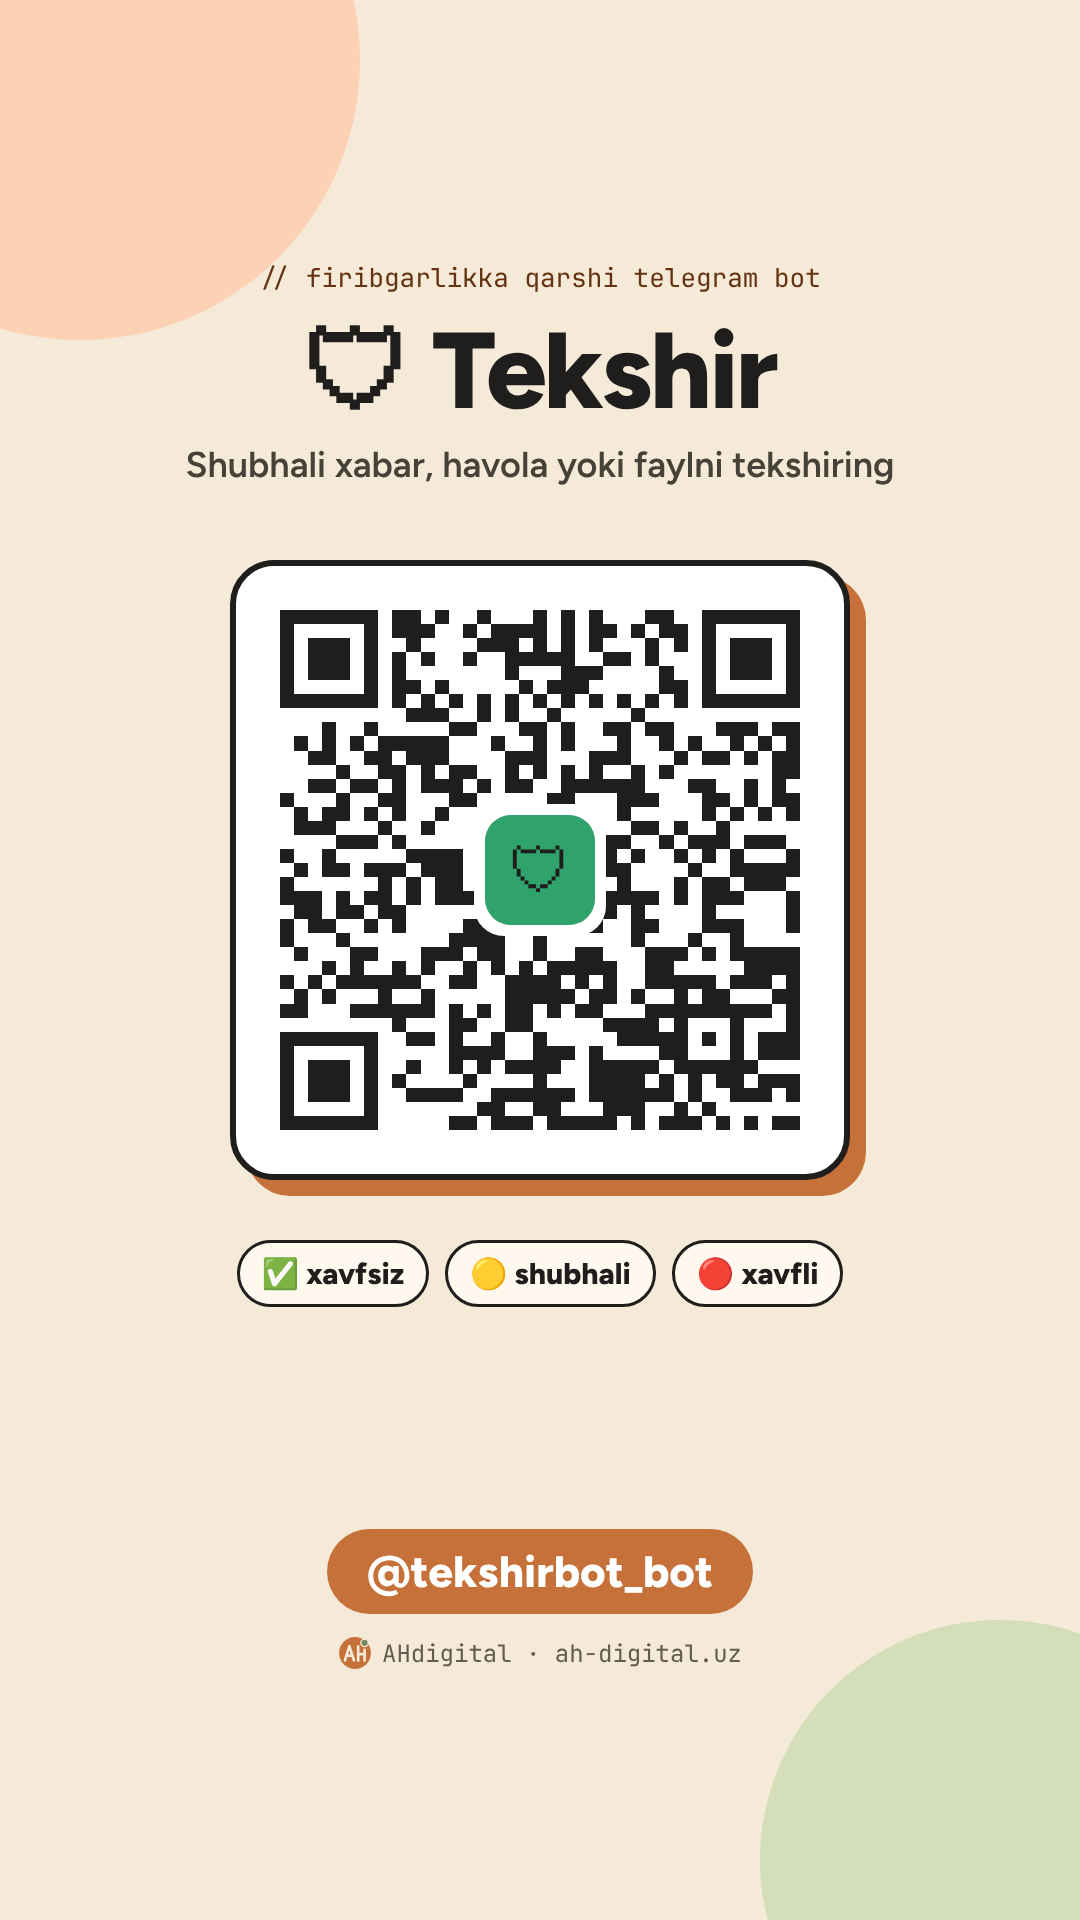 // firibgarlikka qarshi telegram bot
Tekshir
Shubhali xabar, havola yoki faylni tekshiring
✅ xavfsiz
🟡 shubhali
🔴 xavfli
@tekshirbot_bot
AH AHdigital · ah-digital.uz